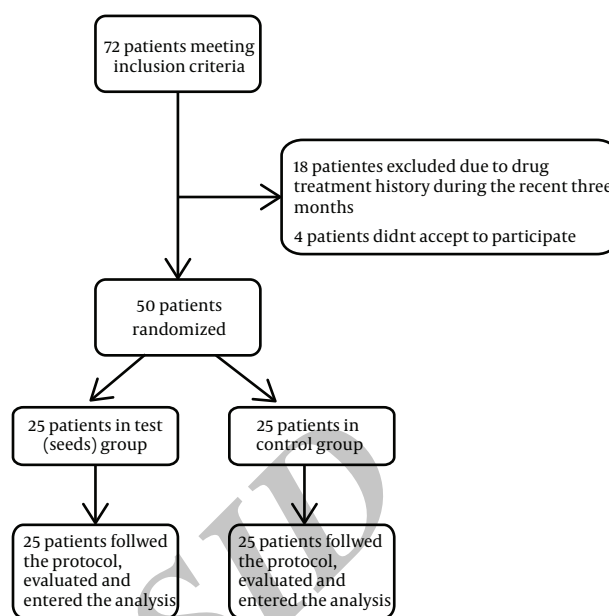 72 patients meeting
inclusion criteria
18 patientes excluded due to drug
treatment history during the recent three
months
4 patients didnt accept to participate
50 patients
randomized
25 patients in test
(seeds) group
25 patients in
control group
25 patients follwed
the protocol,
evaluated and
entered the analysis
25 patients follwed
the protocol,
evaluated and
entered the analysis
SID